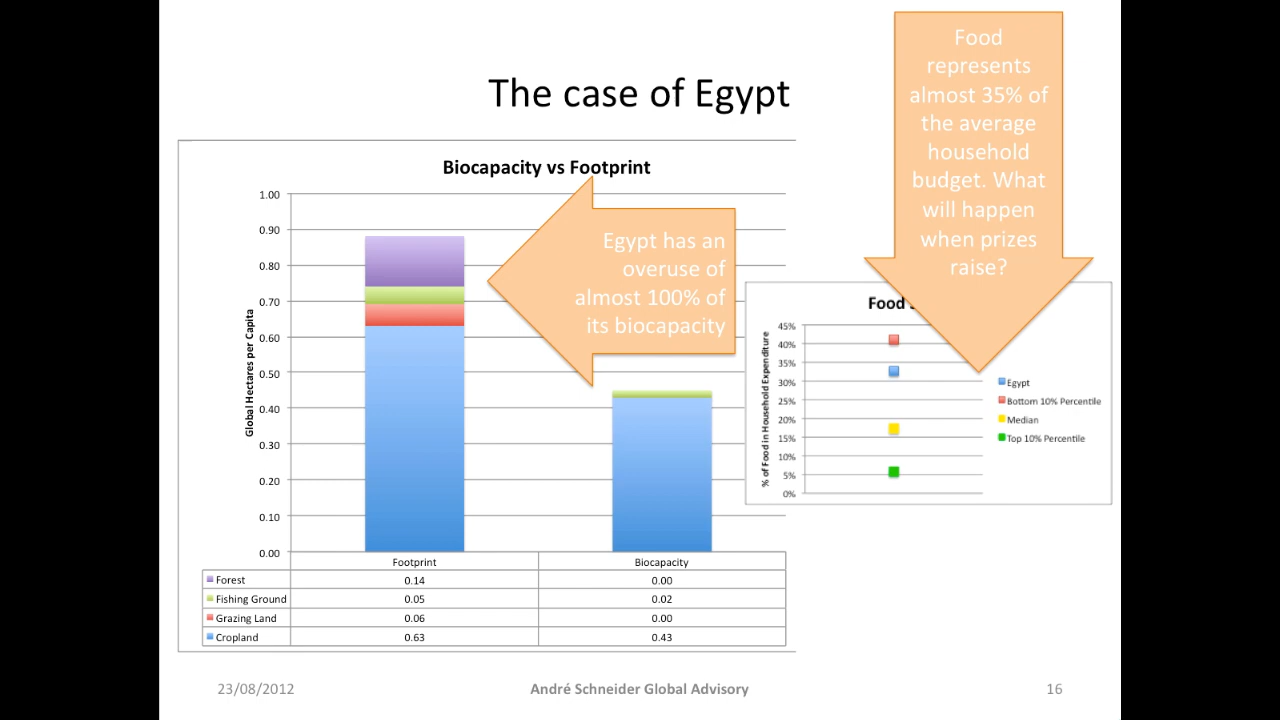 The case of Egypt
Food
represents
almost 35% of
the average
household
budget. What
will happen
when prizes
raise?
Biocapacity vs Footprint
Egypt has an
overuse of
almost 100% of
its biocapacity
Global Hectares per Capita
1.00
0.90
0.80
0.70
0.60
0.50
0.40
0.30
0.20
0.10
0.00
Footprint Biocapacity
Forest 0.14 0.00
Fishing Ground 0.05 0.02
Grazing Land 0.06 0.00
Cropland 0.63 0.43
Food
% of Food in Household Expenditure
45%
40%
35%
30%
25%
20%
15%
10%
5%
0%
Egypt
Bottom 10% Percentile
Median
Top 10% Percentile
23/08/2012 André Schneider Global Advisory 16